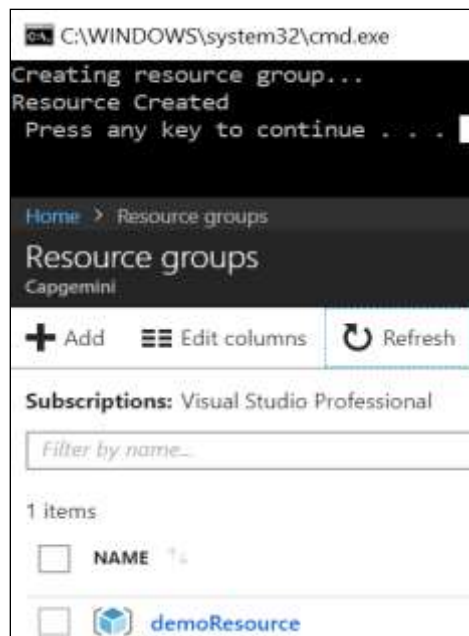 C:\WINDOWS\system32\cmd.exe
Creating resource group...
Resource Created
Press any key to continue . . .
Home > Resource groups
Resource groups
Capgemini
Add Edit columns Refresh
Subscriptions: Visual Studio Professional
Filter by name...
1 items
NAME
demoResource